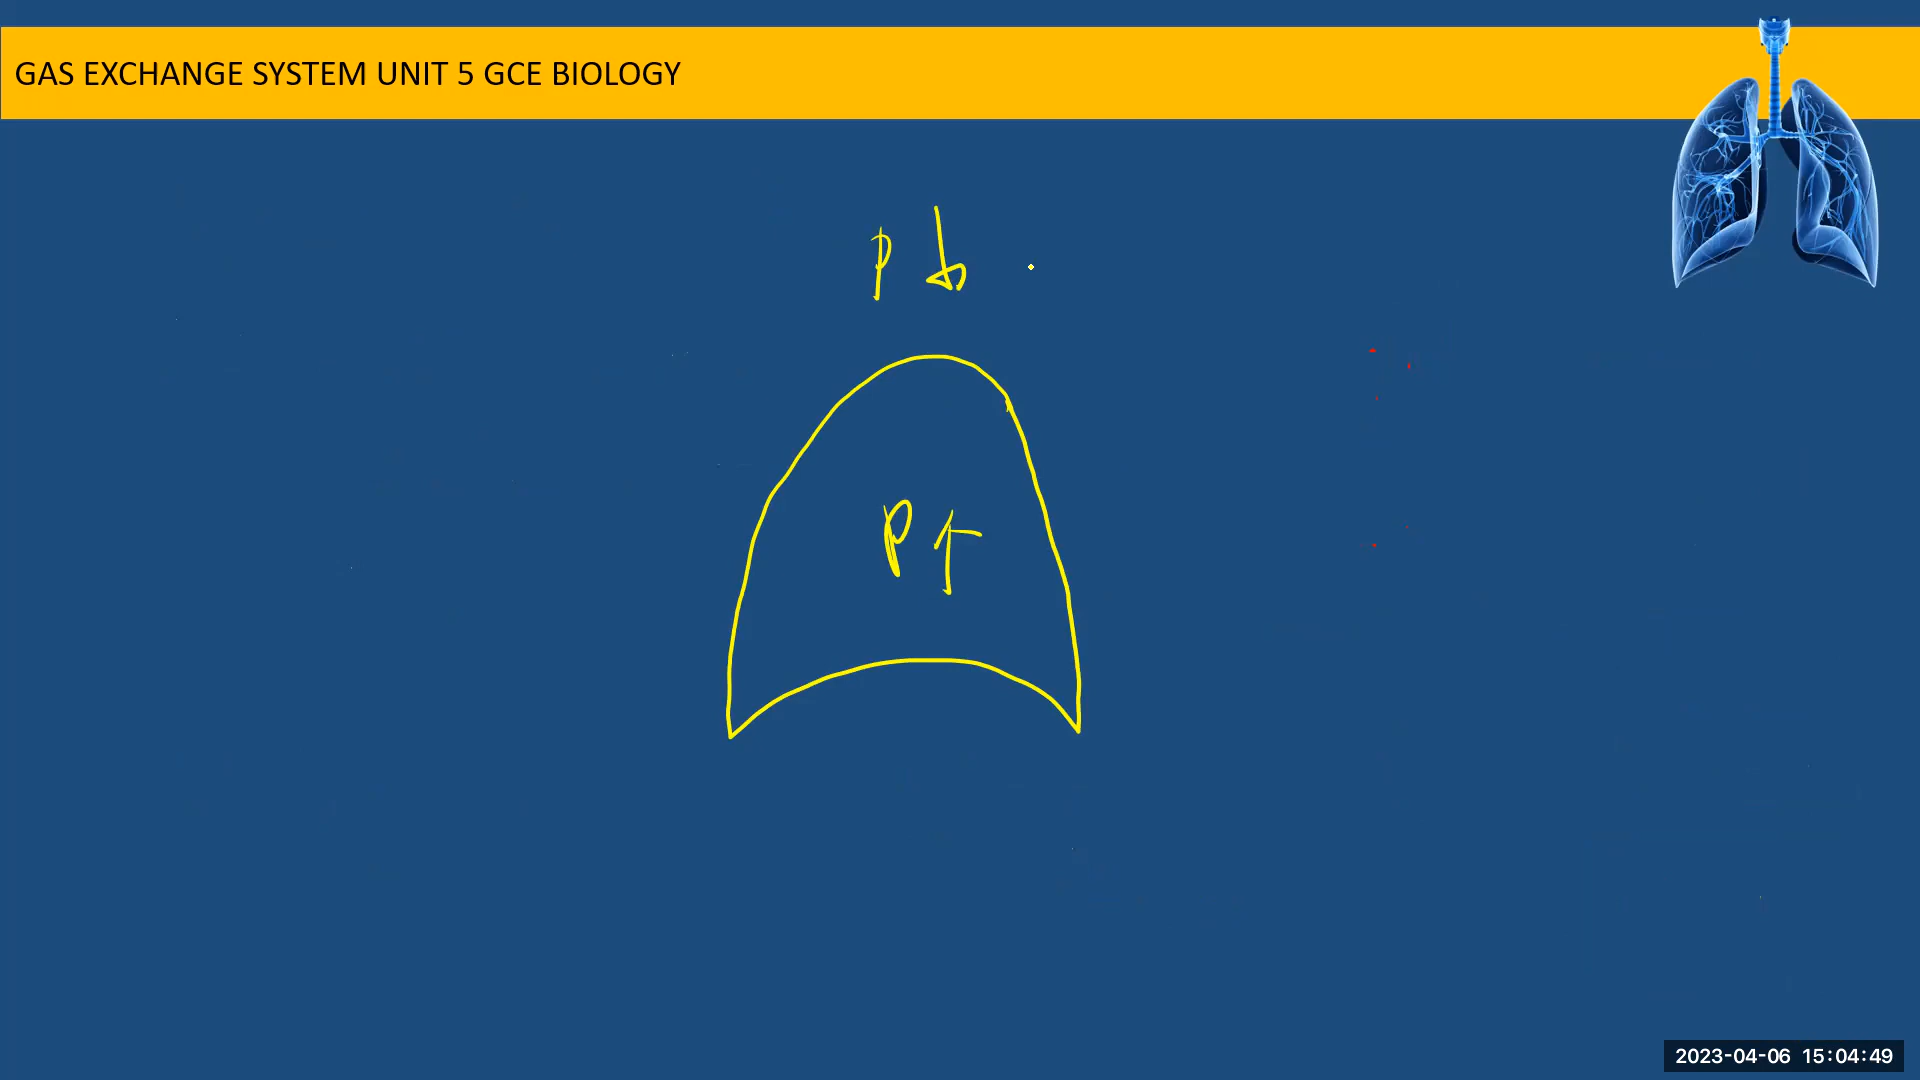 GAS EXCHANGE SYSTEM UNIT 5 GCE BIOLOGY
P ↓
P ↑
2023-04-06 15:04:49